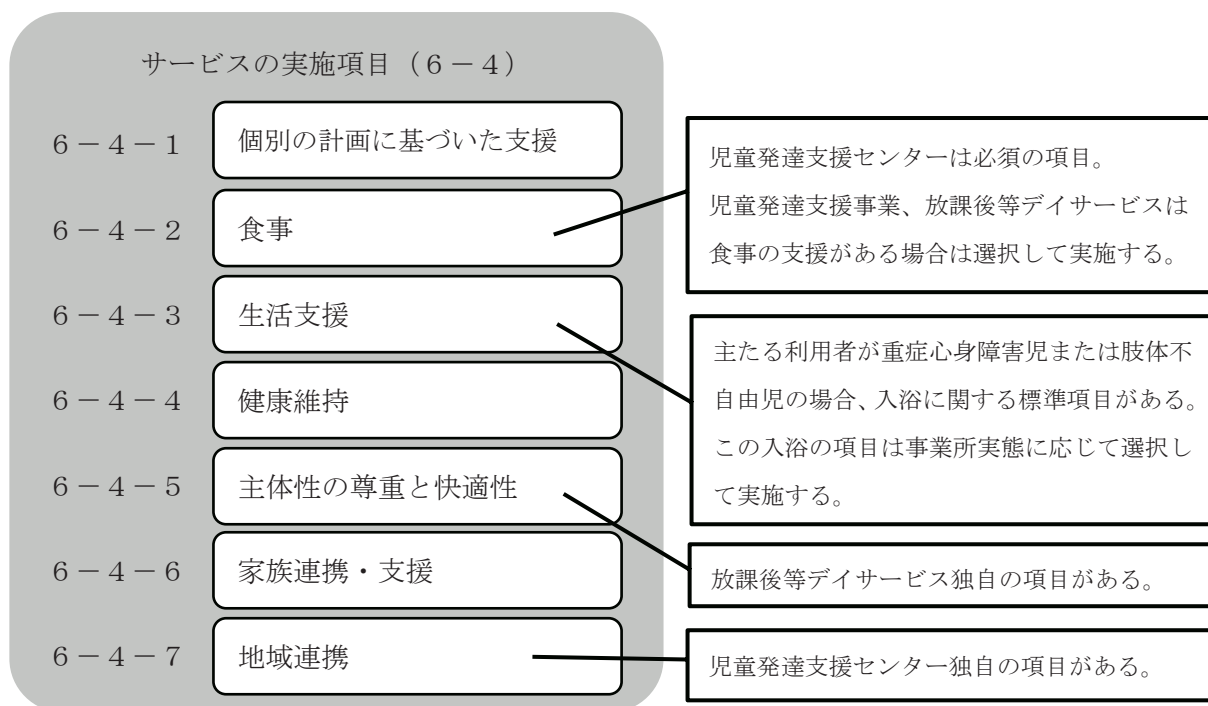 サービスの実施項目（６－４）
６－４－１
個別の計画に基づいた支援
６－４－２
食事
６－４－３
生活支援
６－４－４
健康維持
６－４－５
主体性の尊重と快適性
６－４－６
家族連携・支援
６－４－７
地域連携
児童発達支援センターは必須の項目。
児童発達支援事業、放課後等デイサービスは
食事の支援がある場合は選択して実施する。
主たる利用者が重症心身障害児または肢体不
自由児の場合、入浴に関する標準項目がある。
この入浴の項目は事業所実態に応じて選択し
て実施する。
放課後等デイサービス独自の項目がある。
児童発達支援センター独自の項目がある。